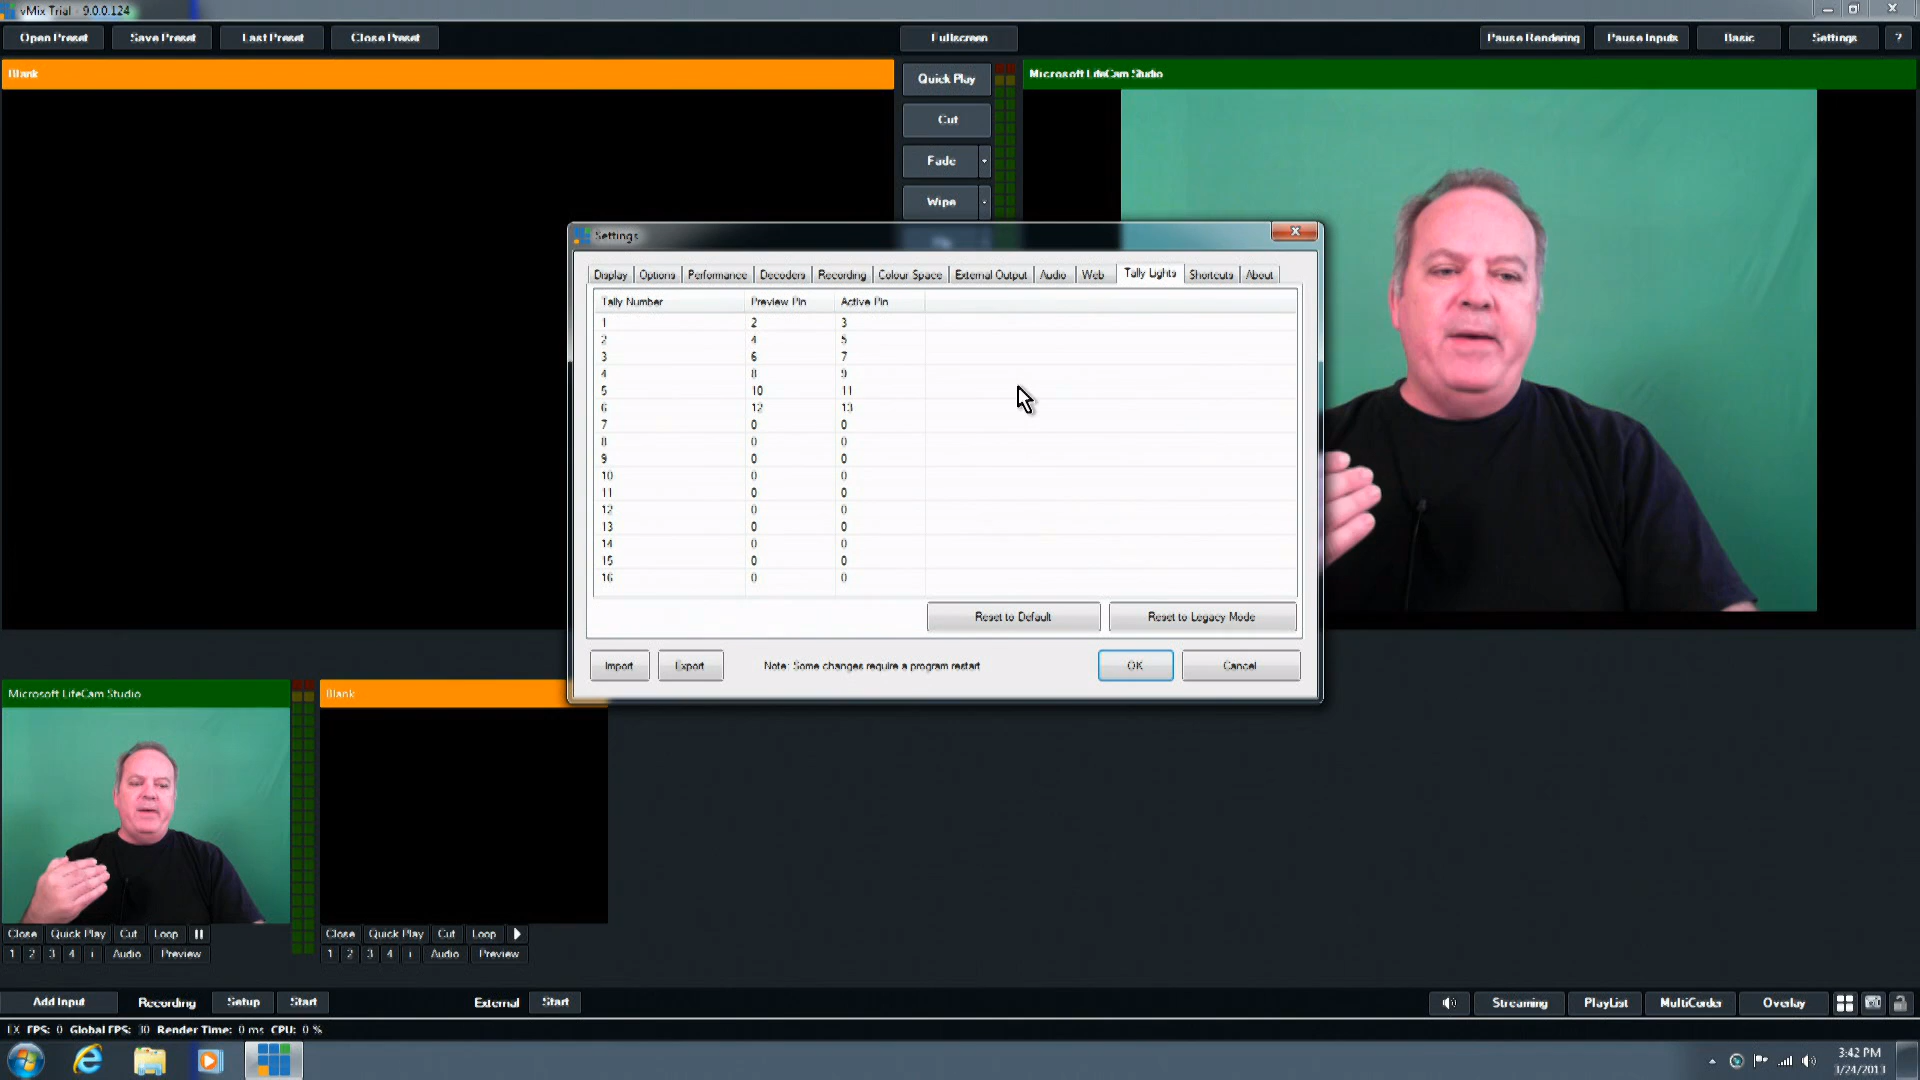 vMix Trial - 9.0.0.124
Open Preset Save Preset Last Preset Close Preset Fullscreen Pause Rendering Pause Inputs Basic Settings ?
Blank
Quick Play
Microsoft LifeCam Studio
Cut
Fade
Wipe
Settings
Display Options Performance Decoders Recording Colour Space External Output Audio Web Tally Lights Shortcuts About
Tally Number Preview Pin Active Pin
1 2 3
2 4 5
3 6 7
4 8 9
5 10 11
6 12 13
7 0 0
8 0 0
9 0 0
10 0 0
11 0 0
12 0 0
13 0 0
14 0 0
15 0 0
16 0 0
Reset to Default Reset to Legacy Mode
Import Export Note: Some changes require a program restart OK Cancel
Microsoft LifeCam Studio Blank
Close Quick Play Cut Loop Close Quick Play Cut Loop
1 2 3 4 i Audio Preview 1 2 3 4 i Audio Preview
Add Input Recording Setup Start External Start Streaming PlayList MultiCorder Overlay
EX FPS: 0 Global FPS: 30 Render Time: 0 ms CPU: 0 %
3:42 PM
3/24/2013